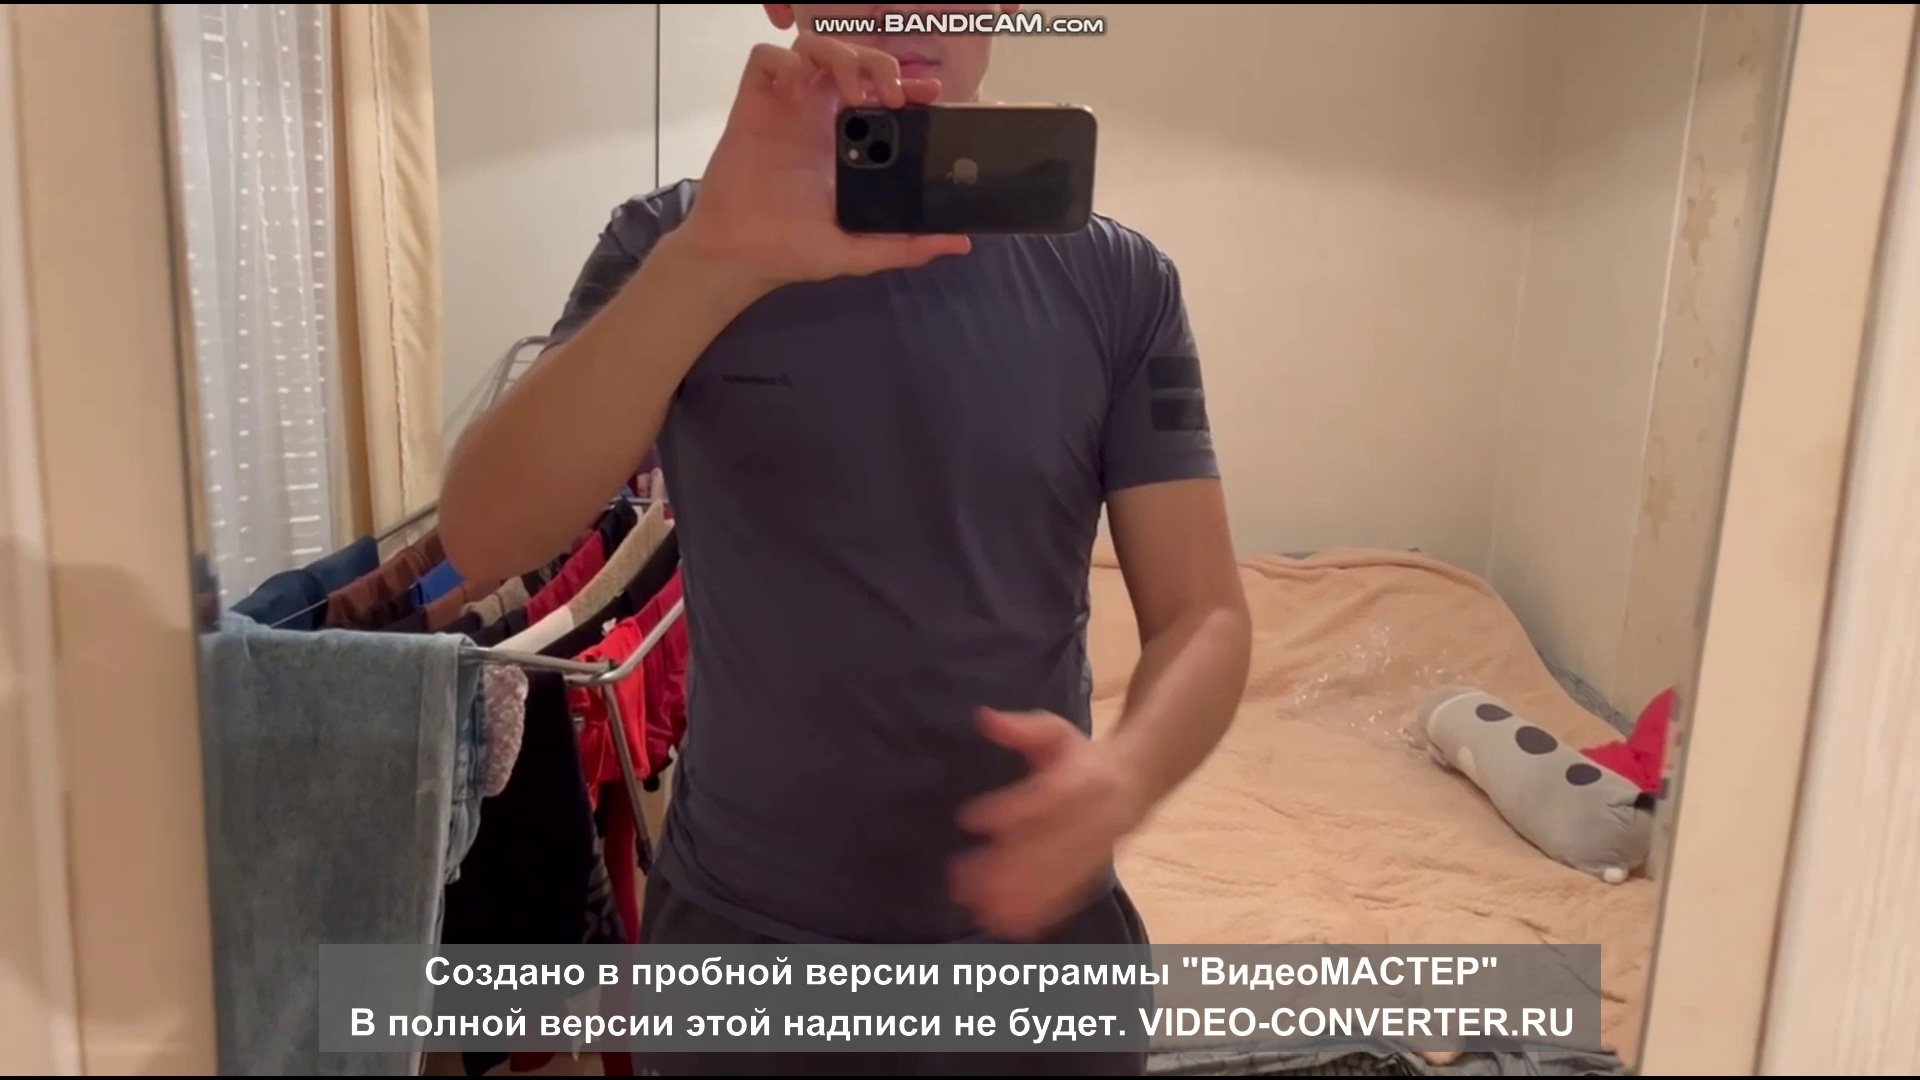 www.BANDICAM.com
Создано в пробной версии программы "ВидеоМАСТЕР"
В полной версии этой надписи не будет. VIDEO-CONVERTER.RU